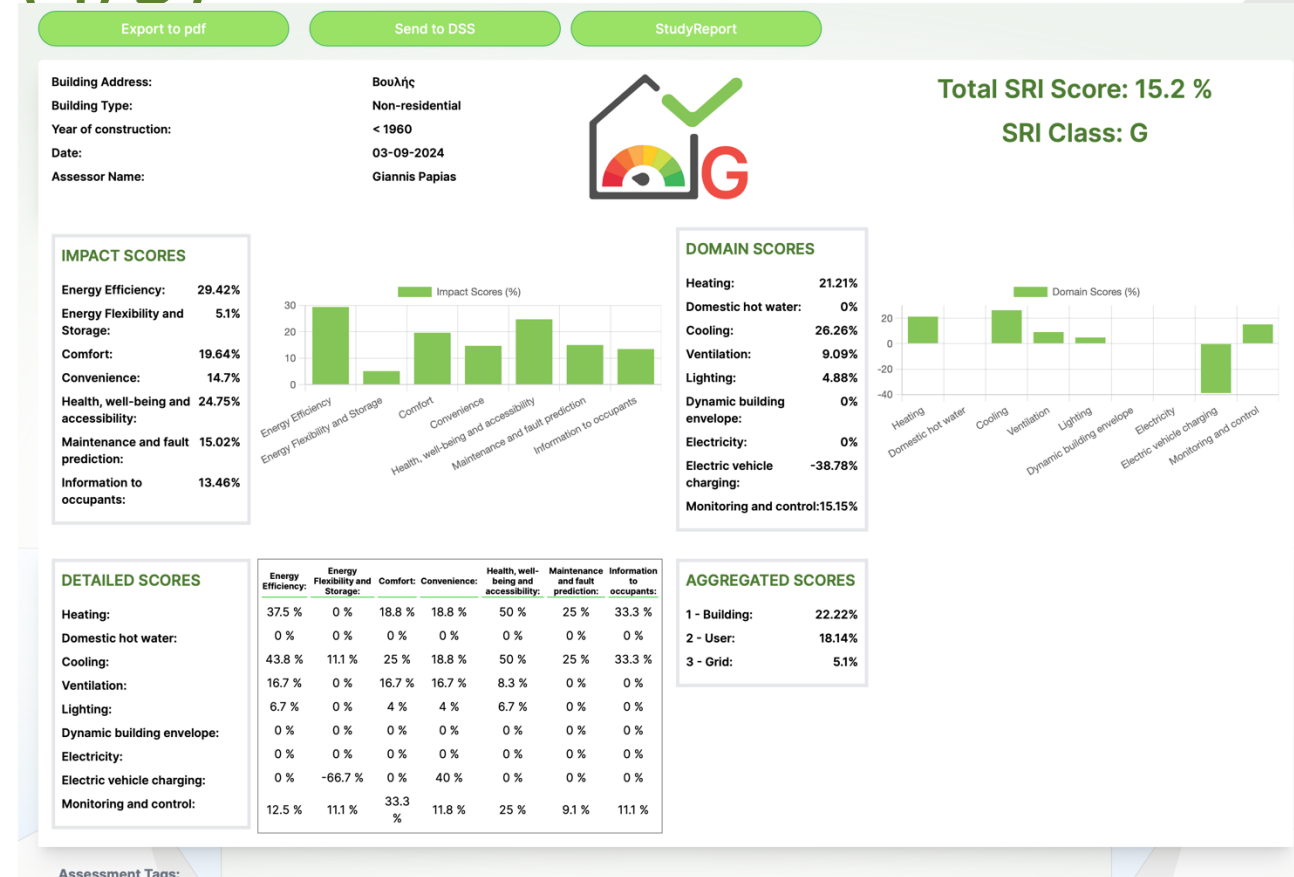 Export to pdf
Send to DSS
StudyReport
Building Address: Βουλής
Building Type: Non-residential
Year of construction: < 1960
Date: 03-09-2024
Assessor Name: Giannis Papias
G
Total SRI Score: 15.2 %
SRI Class: G
IMPACT SCORES
Energy Efficiency: 29.42%
Energy Flexibility and 5.1%
Storage:
Comfort: 19.64%
Convenience: 14.7%
Health, well-being and 24.75%
accessibility:
Maintenance and fault 15.02%
prediction:
Information to 13.46%
occupants:
Impact Scores (%)
30
20
10
0
Energy Efficiency
Energy Flexibility and Storage
Comfort
Convenience
Health, well-being and accessibility
Maintenance and fault prediction
Information to occupants
DOMAIN SCORES
Heating: 21.21%
Domestic hot water: 0%
Cooling: 26.26%
Ventilation: 9.09%
Lighting: 4.88%
Dynamic building 0%
envelope:
Electricity: 0%
Electric vehicle -38.78%
charging:
Monitoring and control:15.15%
Domain Scores (%)
20
0
-20
-40
Heating
Domestic hot water
Cooling
Ventilation
Lighting
Dynamic building envelope
Electricity
Electric vehicle charging
Monitoring and control
DETAILED SCORES
Energy Efficiency:
Energy Flexibility and Storage:
Comfort:
Convenience:
Health, well-being and accessibility:
Maintenance and fault prediction:
Information to occupants:
Heating: 37.5 % 0 % 18.8 % 18.8 % 50 % 25 % 33.3 %
Domestic hot water: 0 % 0 % 0 % 0 % 0 % 0 % 0 %
Cooling: 43.8 % 11.1 % 25 % 18.8 % 50 % 25 % 33.3 %
Ventilation: 16.7 % 0 % 16.7 % 16.7 % 8.3 % 0 % 0 %
Lighting: 6.7 % 0 % 4 % 4 % 6.7 % 0 % 0 %
Dynamic building envelope: 0 % 0 % 0 % 0 % 0 % 0 % 0 %
Electricity: 0 % 0 % 0 % 0 % 0 % 0 % 0 %
Electric vehicle charging: 0 % -66.7 % 0 % 40 % 0 % 0 % 0 %
Monitoring and control: 12.5 % 11.1 % 33.3 % 11.8 % 25 % 9.1 % 11.1 %
AGGREGATED SCORES
1 - Building: 22.22%
2 - User: 18.14%
3 - Grid: 5.1%
Assessment Tags: